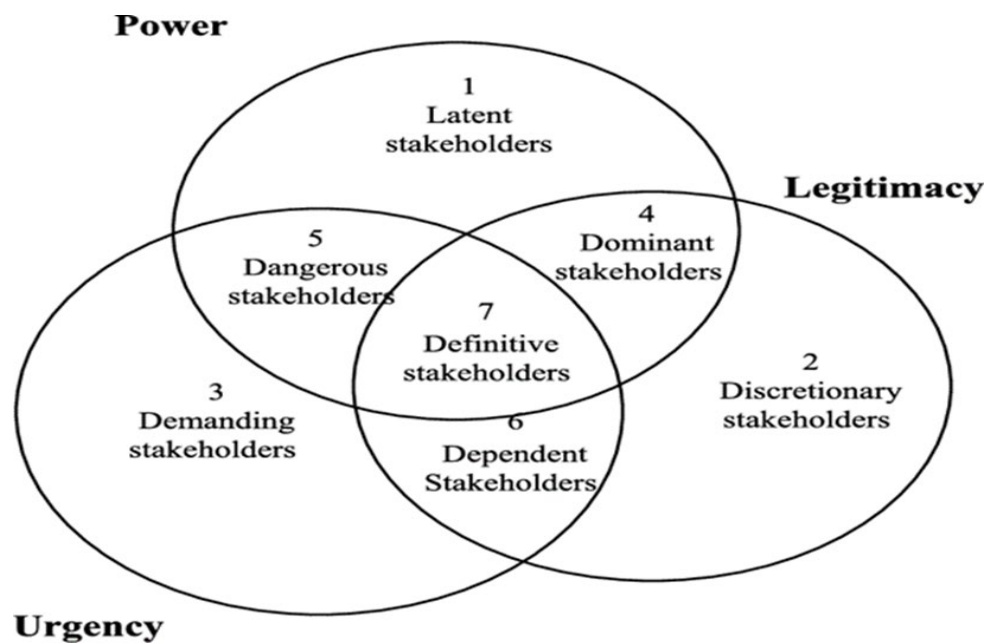 Power
1
Latent
stakeholders
Legitimacy
4
Dominant
stakeholders
5
Dangerous
stakeholders
7
Definitive
stakeholders
2
Discretionary
stakeholders
3
Demanding
stakeholders
6
Dependent
Stakeholders
Urgency